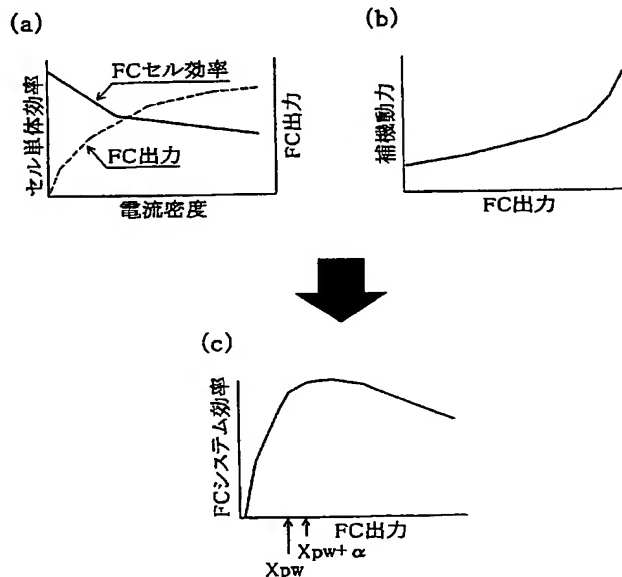 (a)
FCセル効率
FC出力
セル単体効率
FC出力
電流密度
(b)
補機動力
FC出力
(c)
FCシステム効率
FC出力
Xpw
Xpw+α